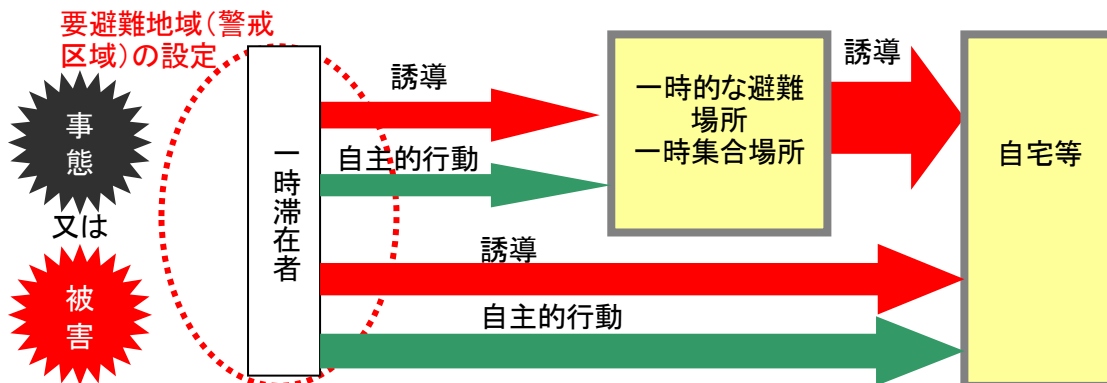 要避難地域（警戒
区域）の設定
事態
又は
被害
一時滞在者
誘導
自主的行動
一時的な避難
場所
一時集合場所
誘導
誘導
自主的行動
自宅等